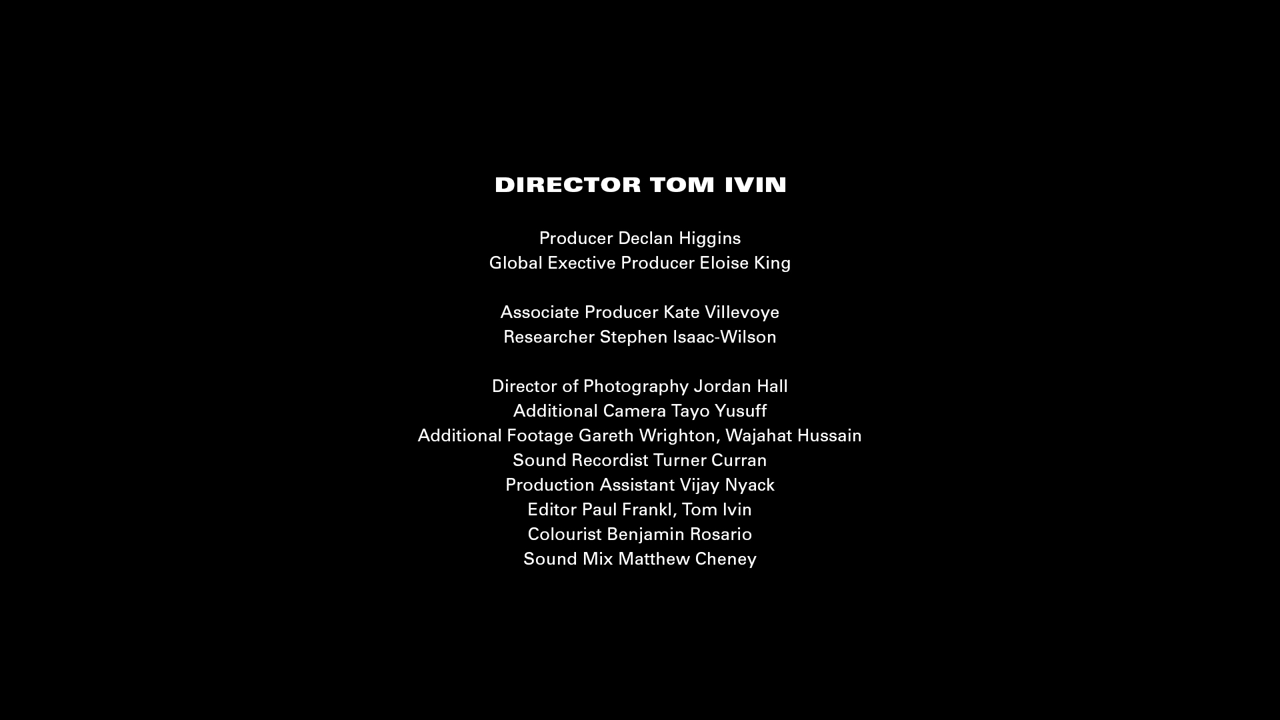 DIRECTOR TOM IVIN
Producer Declan Higgins
Global Exective Producer Eloise King
Associate Producer Kate Villevoye
Researcher Stephen Isaac-Wilson
Director of Photography Jordan Hall
Additional Camera Tayo Yusuff
Additional Footage Gareth Wrighton, Wajahat Hussain
Sound Recordist Turner Curran
Production Assistant Vijay Nyack
Editor Paul Frankl, Tom Ivin
Colourist Benjamin Rosario
Sound Mix Matthew Cheney